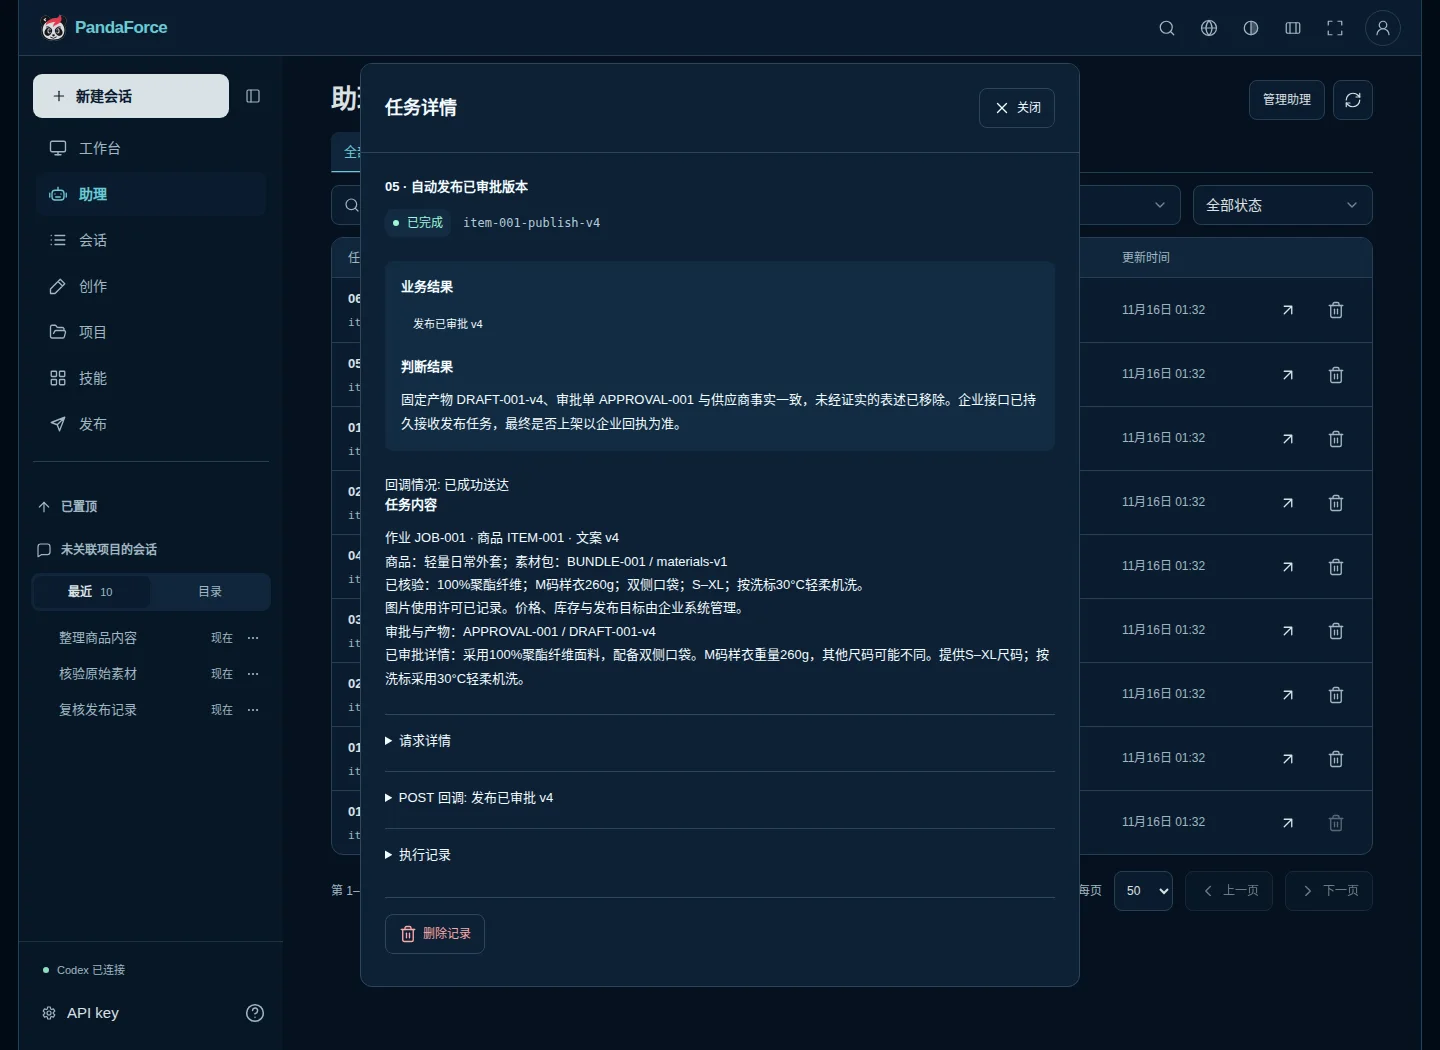 PandaForce
新建会话
工作台
助理
会话
创作
项目
技能
发布
已置顶
未关联项目的会话
最近 10
目录
整理商品内容 现在
核验原始素材 现在
复核发布记录 现在
Codex 已连接
API key
管理助理
全部状态
更新时间
06
11月16日 01:32
05
11月16日 01:32
01
11月16日 01:32
02
11月16日 01:32
04
11月16日 01:32
03
11月16日 01:32
02
11月16日 01:32
01
11月16日 01:32
01
11月16日 01:32
第 1–
每页 50 上一页 下一页
任务详情
关闭
05 · 自动发布已审批版本
已完成 item-001-publish-v4
业务结果
发布已审批 v4
判断结果
固定产物 DRAFT-001-v4、审批单 APPROVAL-001 与供应商事实一致，未经证实的表述已移除。企业接口已持
久接收发布任务，最终是否上架以企业回执为准。
回调情况: 已成功送达
任务内容
作业 JOB-001 · 商品 ITEM-001 · 文案 v4
商品：轻量日常外套；素材包：BUNDLE-001 / materials-v1
已核验：100%聚酯纤维；M码样衣260g；双侧口袋；S–XL；按洗标30°C轻柔机洗。
图片使用许可已记录。价格、库存与发布目标由企业系统管理。
审批与产物：APPROVAL-001 / DRAFT-001-v4
已审批详情：采用100%聚酯纤维面料，配备双侧口袋。M码样衣重量260g，其他尺码可能不同。提供S–XL尺码；按
洗标采用30°C轻柔机洗。
请求详情
POST 回调: 发布已审批 v4
执行记录
删除记录